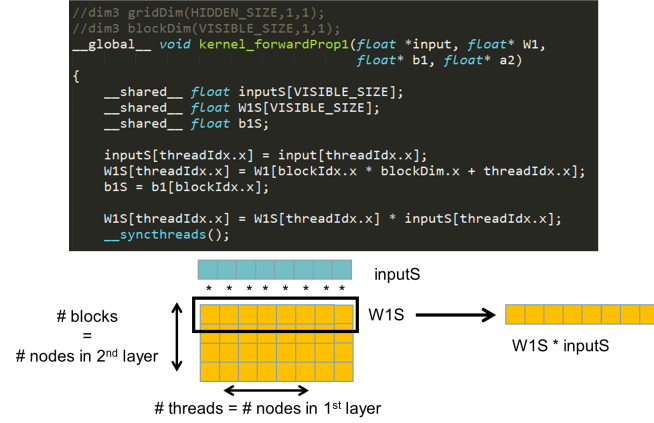 //dim3 gridDim(HIDDEN_SIZE,1,1);
//dim3 blockDim(VISIBLE_SIZE,1,1);
__global__ void kernel_forwardProp1(float *input, float* W1,
float* b1, float* a2)
{
__shared__ float inputS[VISIBLE_SIZE];
__shared__ float W1S[VISIBLE_SIZE];
__shared__ float b1S;
inputS[threadIdx.x] = input[threadIdx.x];
W1S[threadIdx.x] = W1[blockIdx.x * blockDim.x + threadIdx.x];
b1S = b1[blockIdx.x];
W1S[threadIdx.x] = W1S[threadIdx.x] * inputS[threadIdx.x];
__syncthreads();
inputS
* * * * * * * *
W1S
# blocks
=
# nodes in 2nd layer
W1S * inputS
# threads = # nodes in 1st layer